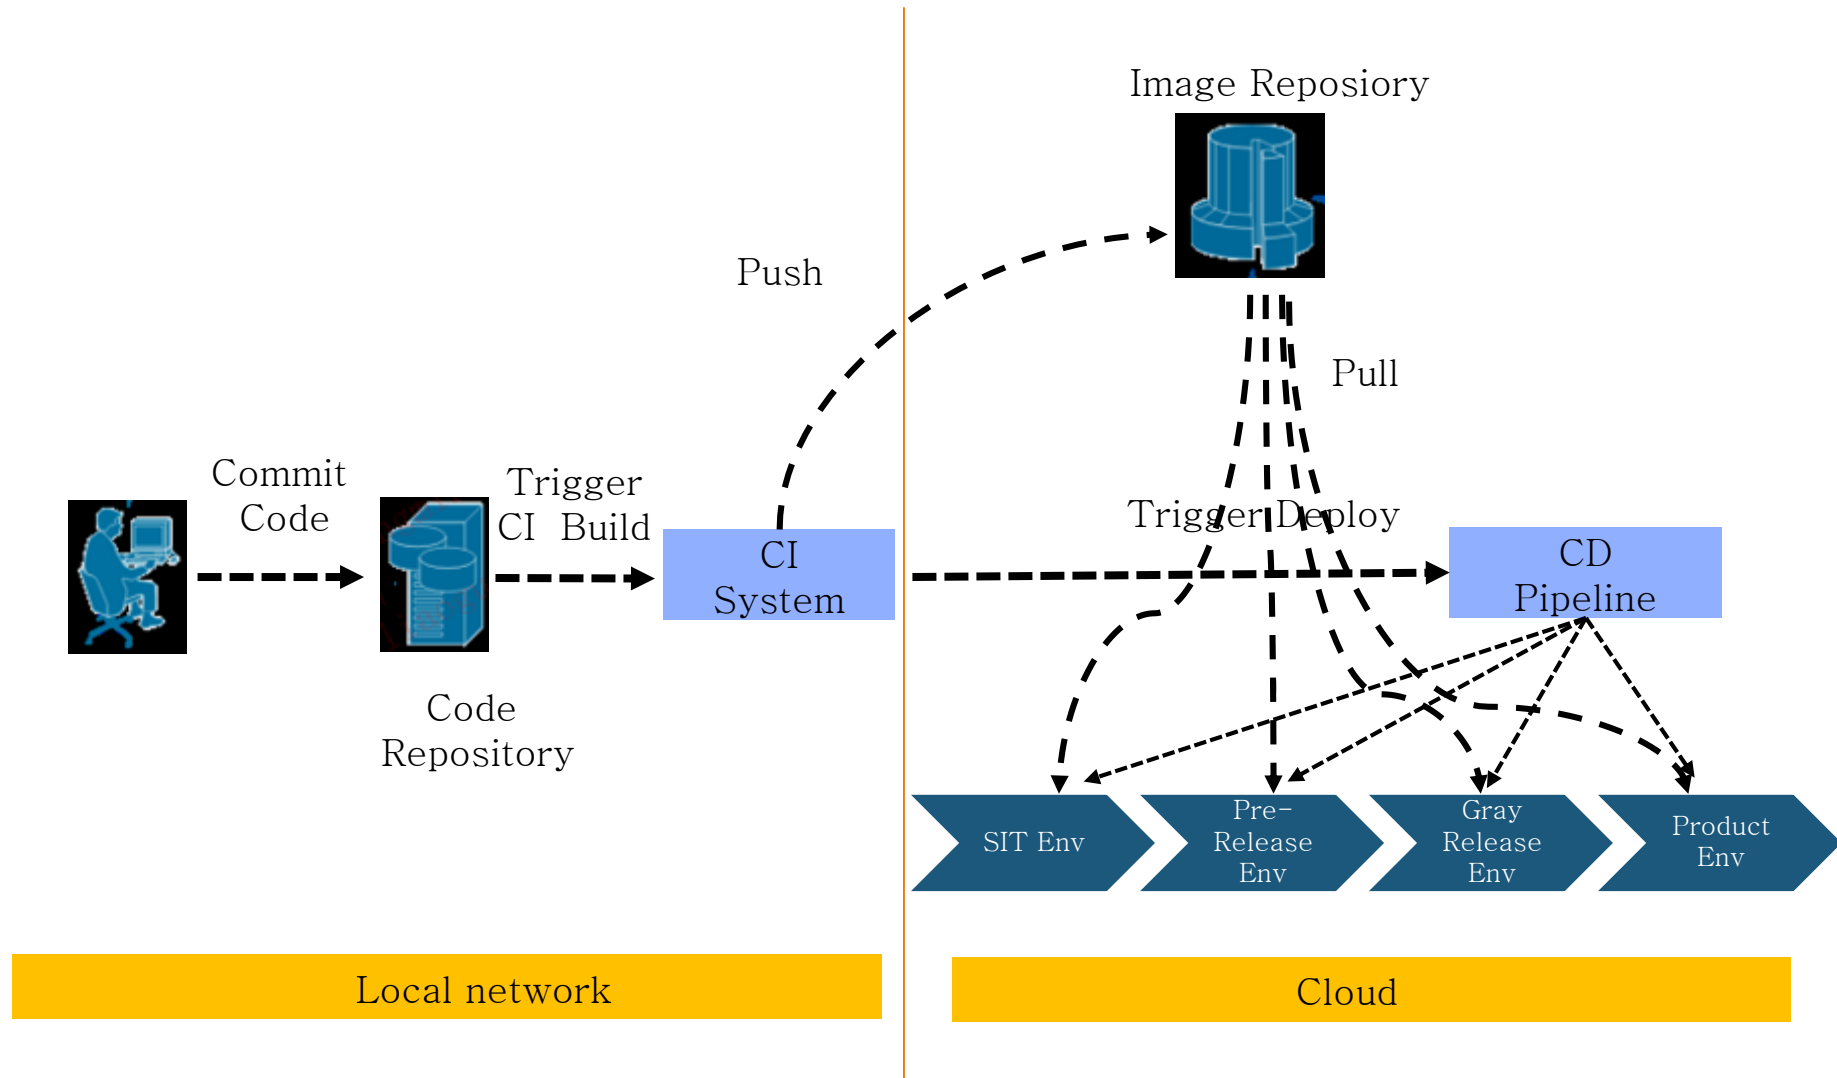 Image Reposiory
Push
Pull
Commit
Code
Trigger
CI Build
Trigger Deploy
CI
System
CD
Pipeline
Code
Repository
SIT Env
Pre-
Release
Env
Gray
Release
Env
Product
Env
Local network
Cloud